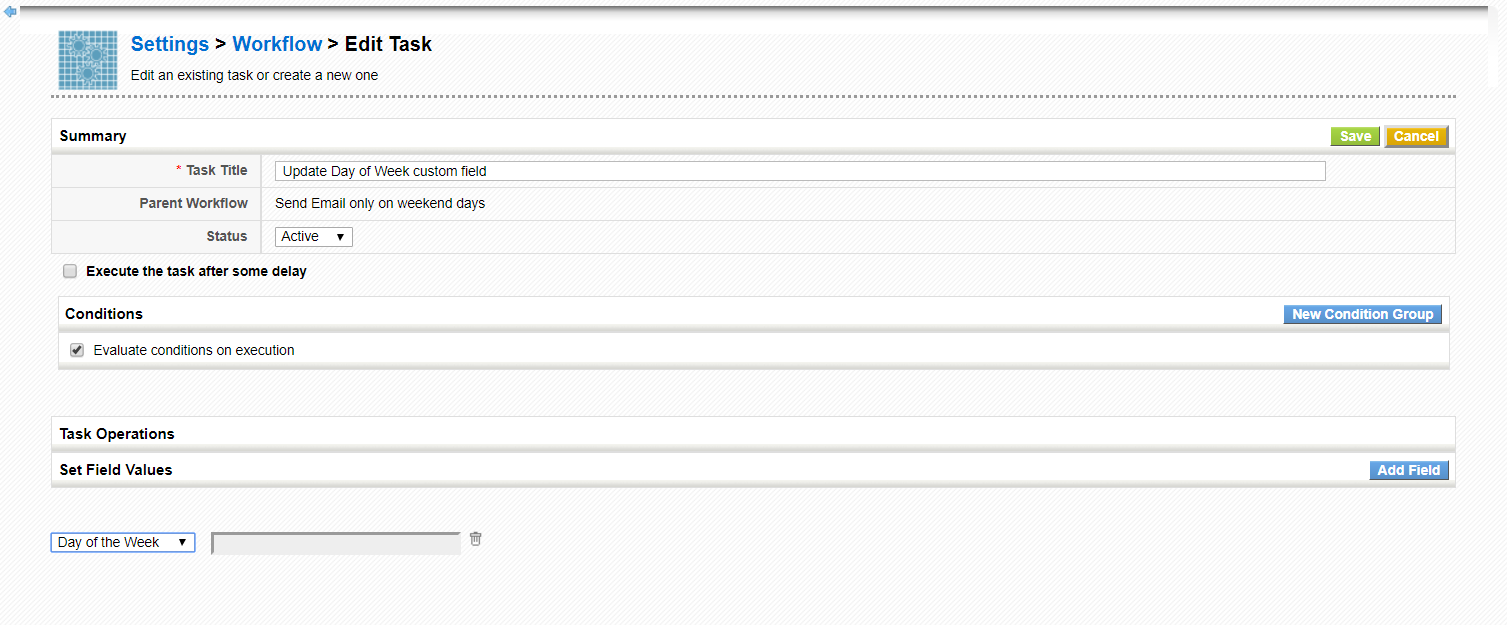 Settings > Workflow > Edit Task
Edit an existing task or create a new one
Summary
Save
Cancel
* Task Title
Update Day of Week custom field
Parent Workflow
Send Email only on weekend days
Status
Active
Execute the task after some delay
Conditions
New Condition Group
Evaluate conditions on execution
Task Operations
Set Field Values
Add Field
Day of the Week